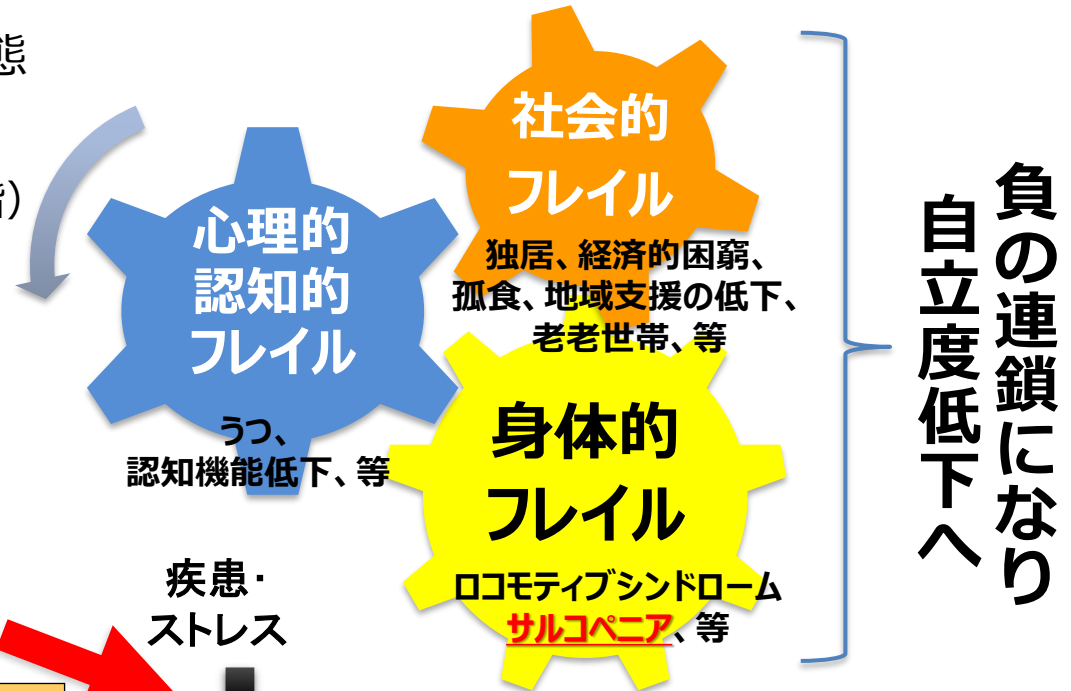 態
階）
社会的
フレイル
独居、経済的困窮、
孤食、地域支援の低下、
老老世帯、等
心理的
認知的
フレイル
うつ、
認知機能低下、等
身体的
フレイル
ロコモティブシンドローム
サルコペニア、等
疾患・
ストレス
負の連鎖になり
自立度低下へ